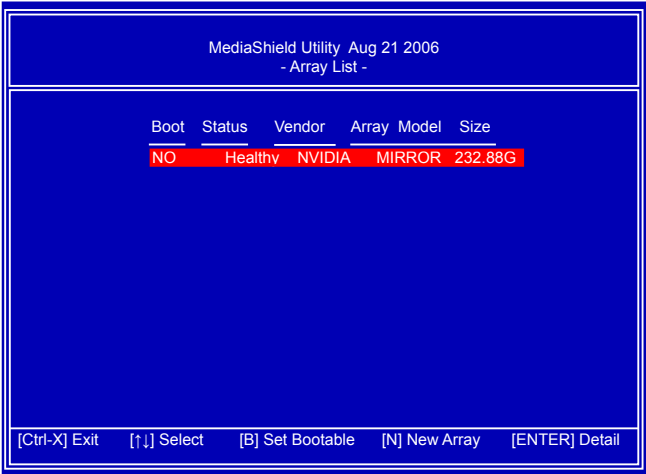 MediaShield Utility Aug 21 2006
- Array List -
Boot Status Vendor Array Model Size
NO Healthy NVIDIA MIRROR 232.88G
[Ctrl-X] Exit [↑↓] Select [B] Set Bootable [N] New Array [ENTER] Detail